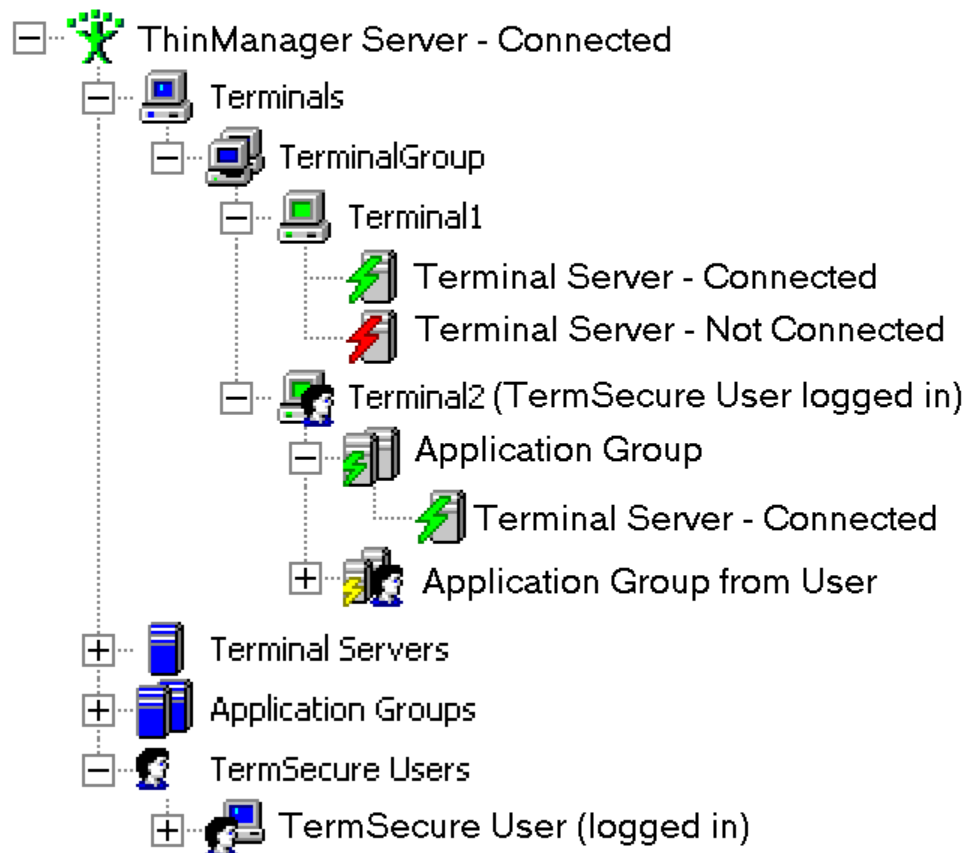 ThinManager Server - Connected
Terminals
TerminalGroup
Terminal1
Terminal Server - Connected
Terminal Server - Not Connected
Terminal2 (TermSecure User logged in)
Application Group
Terminal Server - Connected
Application Group from User
Terminal Servers
Application Groups
TermSecure Users
TermSecure User (logged in)